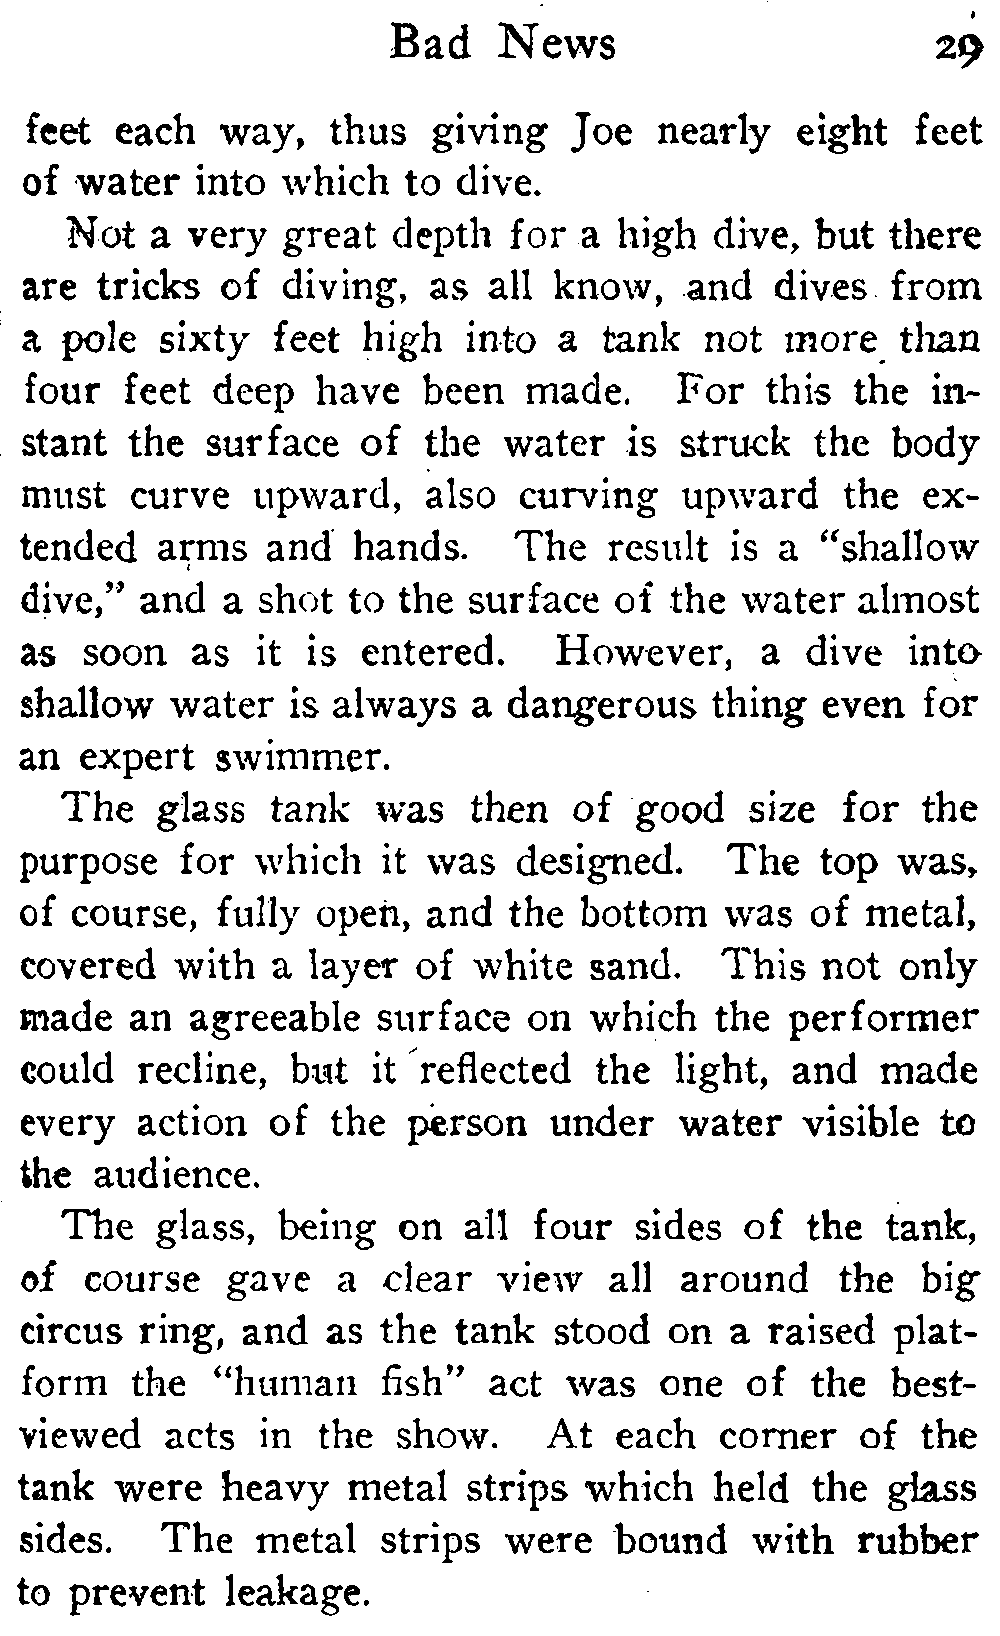 Bad News 29
feet each way, thus giving Joe nearly eight feet
of water into which to dive.
Not a very great depth for a high dive, but there
are tricks of diving, as all know, and dives from
a pole sixty feet high into a tank not more than
four feet deep have been made. For this the in-
stant the surface of the water is struck the body
must curve upward, also curving upward the ex-
tended arms and hands. The result is a “shallow
dive,” and a shot to the surface of the water almost
as soon as it is entered. However, a dive into
shallow water is always a dangerous thing even for
an expert swimmer.
The glass tank was then of good size for the
purpose for which it was designed. The top was,
of course, fully open, and the bottom was of metal,
covered with a layer of white sand. This not only
made an agreeable surface on which the performer
could recline, but it reflected the light, and made
every action of the person under water visible to
the audience.
The glass, being on all four sides of the tank,
of course gave a clear view all around the big
circus ring, and as the tank stood on a raised plat-
form the “human fish” act was one of the best-
viewed acts in the show. At each corner of the
tank were heavy metal strips which held the glass
sides. The metal strips were bound with rubber
to prevent leakage.